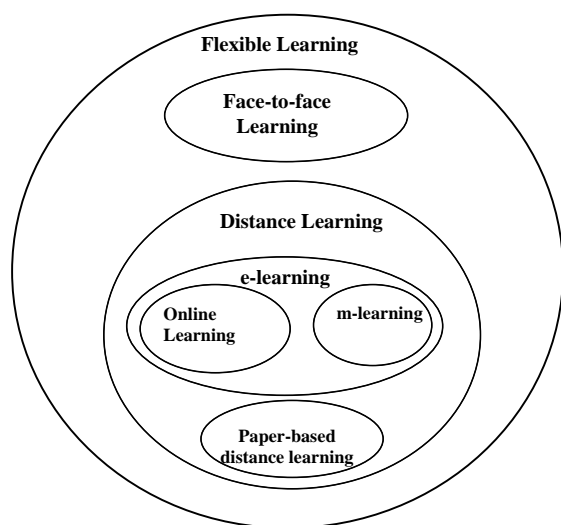 Flexible Learning
Face-to-face
Learning
Distance Learning
e-learning
Online
Learning
m-learning
Paper-based
distance learning